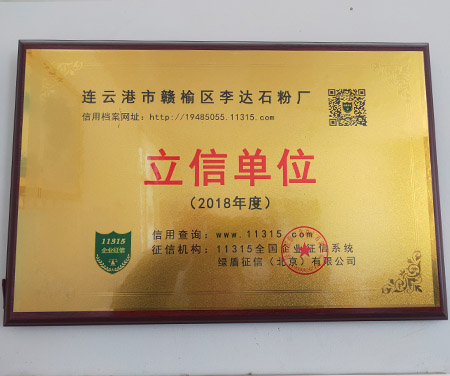 连云港市赣榆区李达石粉厂
信用档案网址：http://19485055.11315.com
立信单位
（2018年度）
11315
企业征信
信用查询：www.11315.com
征信机构：11315全国企业征信系统
绿盾征信（北京）有限公司